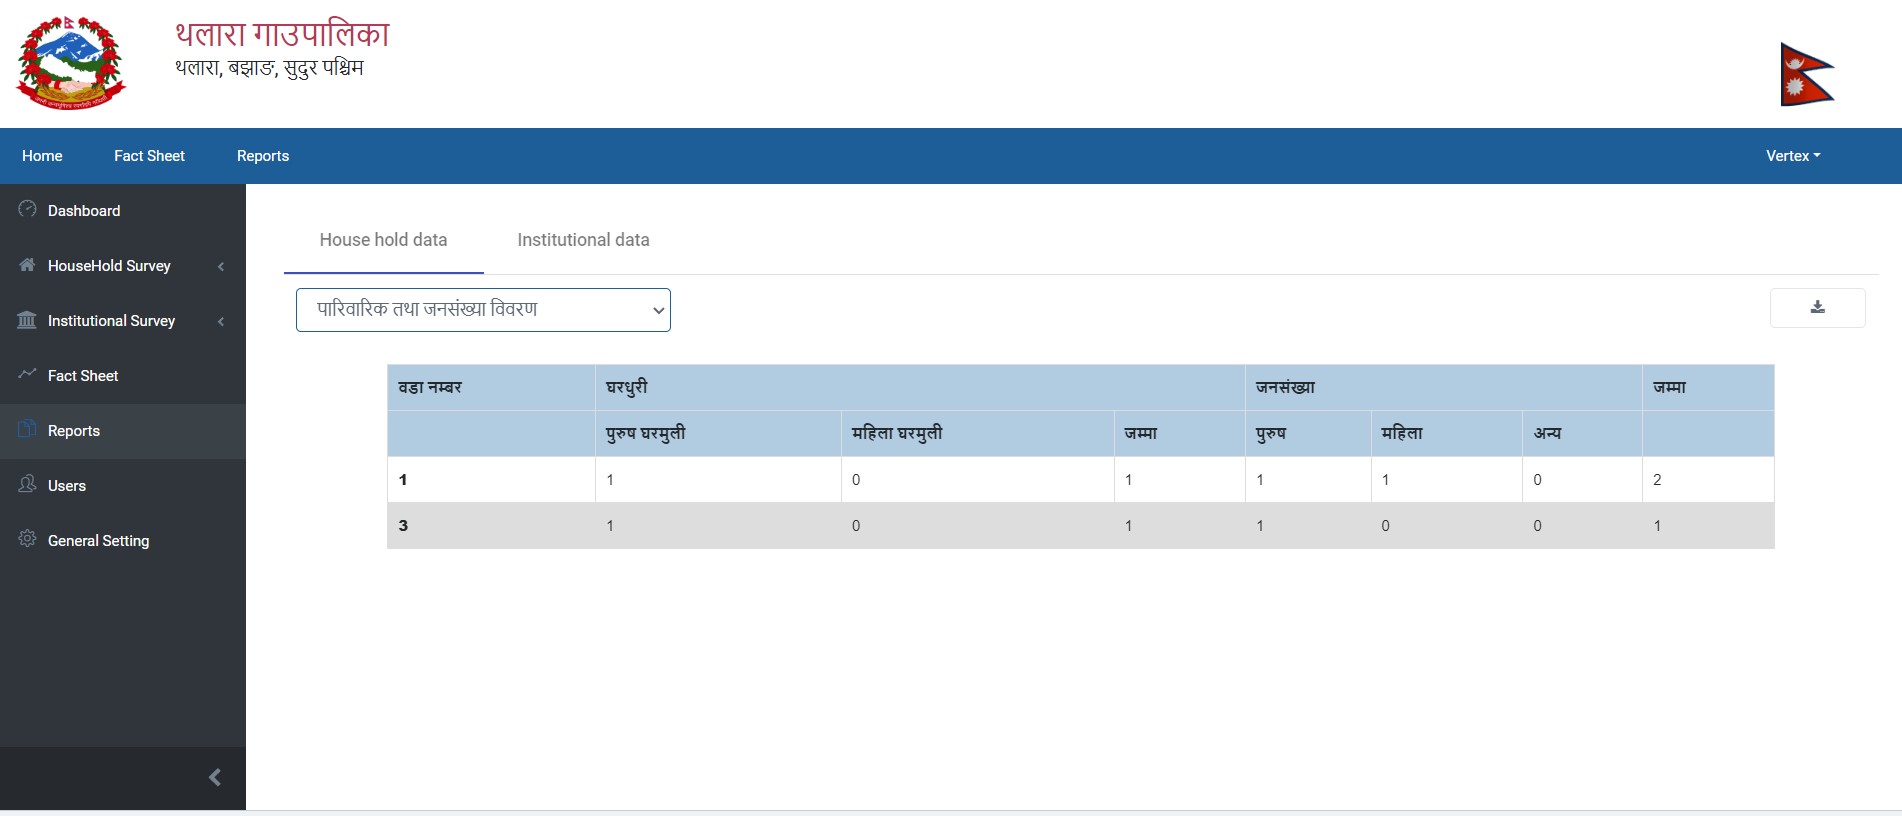 थलारा गाउपालिका
थलारा, बझाङ, सुदुर पश्चिम
Home Fact Sheet Reports Vertex
Dashboard
HouseHold Survey
Institutional Survey
Fact Sheet
Reports
Users
General Setting
House hold data Institutional data
पारिवारिक तथा जनसंख्या विवरण
वडा नम्बर घरधुरी जनसंख्या जम्मा
पुरुष घरमुली महिला घरमुली जम्मा पुरुष महिला अन्य
1 1 0 1 1 1 0 2
3 1 0 1 1 0 0 1